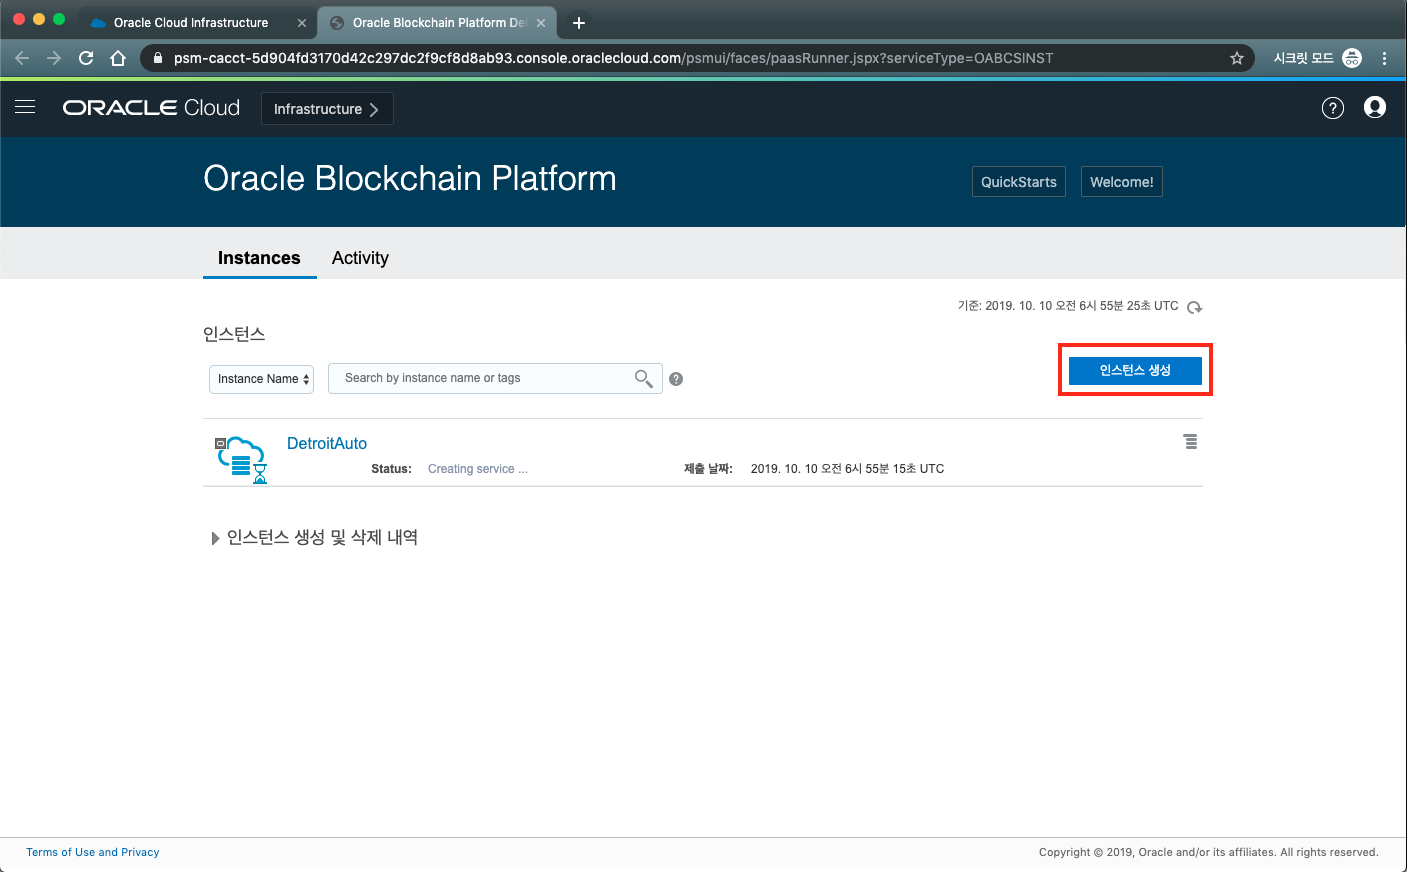 Oracle Cloud Infrastructure
Oracle Blockchain Platform De
psm-cacct-5d904fd3170d42c297dc2f9cf8d8ab93.console.oraclecloud.com/psmui/faces/paasRunner.jspx?serviceType=OABCSINST
시크릿 모드
ORACLE Cloud
Infrastructure
Oracle Blockchain Platform
QuickStarts
Welcome!
Instances
Activity
기준: 2019. 10. 10 오전 6시 55분 25초 UTC
인스턴스
Instance Name
Search by instance name or tags
인스턴스 생성
DetroitAuto
Status: Creating service ...
제출 날짜: 2019. 10. 10 오전 6시 55분 15초 UTC
인스턴스 생성 및 삭제 내역
Terms of Use and Privacy
Copyright © 2019, Oracle and/or its affiliates. All rights reserved.